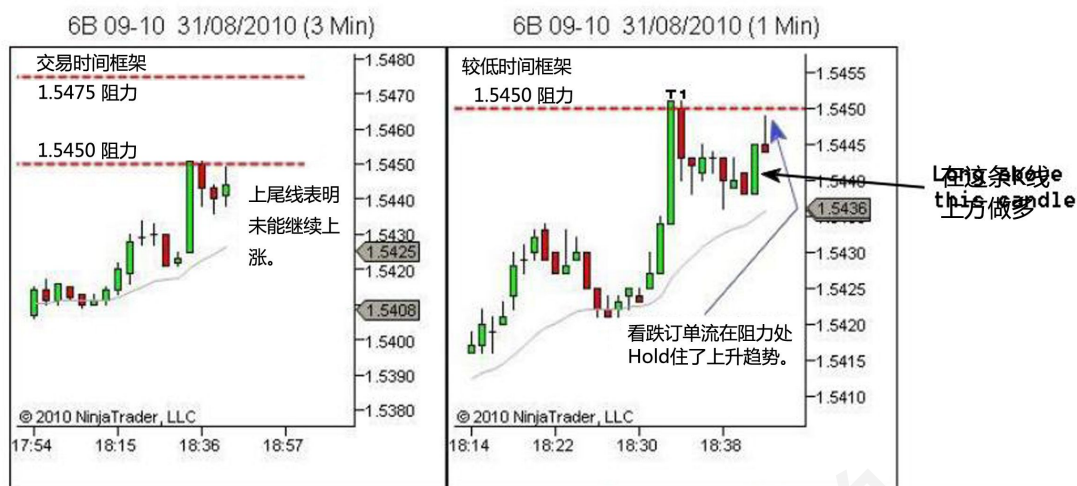 6B 09-10 31/08/2010 (3 Min)
交易时间框架
1.5475 阻力
1.5450 阻力
上尾线表明
未能继续上
涨。
1.5480
1.5470
1.5460
1.5450
1.5440
1.5430
1.5425
1.5420
1.5408
1.5400
1.5390
1.5380
© 2010 NinjaTrader, LLC
17:54 18:15 18:36 18:57
6B 09-10 31/08/2010 (1 Min)
较低时间框架
1.5450 阻力
T1
1.5455
1.5450
1.5445
1.5440
1.5436
1.5430
1.5425
1.5420
1.5415
1.5410
看跌订单流在阻力处
Hold住了上升趋势。
© 2010 NinjaTrader, LLC
18:14 18:22 18:30 18:38
Long above
this candle
在这条K线
上方做多